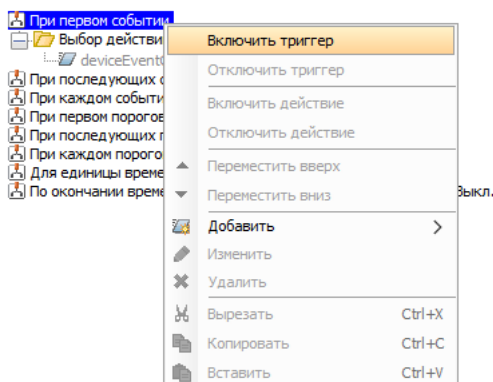 При первом событии
Выбор действи
deviceEvent
При последующих
При каждом событи
При первом порогов
При последующих
При каждом порого
Для единицы време
По окончании време
Выкл.
Включить триггер
Отключить триггер
Включить действие
Отключить действие
Переместить вверх
Переместить вниз
Добавить
Изменить
Удалить
Вырезать Ctrl+X
Копировать Ctrl+C
Вставить Ctrl+V